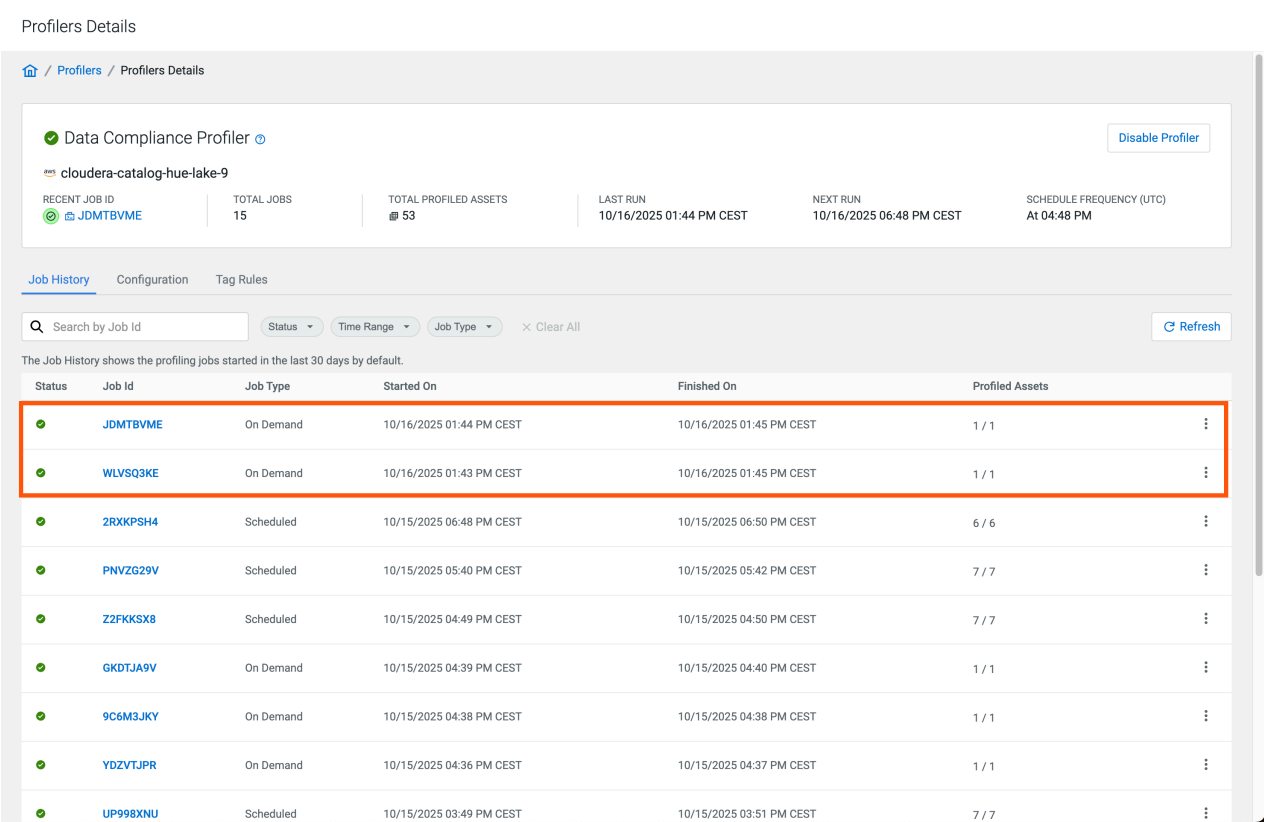 Profilers Details
/ Profilers / Profilers Details
Data Compliance Profiler ?
Disable Profiler
aws cloudera-catalog-hue-lake-9
RECENT JOB ID TOTAL JOBS TOTAL PROFILED ASSETS LAST RUN NEXT RUN SCHEDULE FREQUENCY (UTC)
JDMTBVME 15 53 10/16/2025 01:44 PM CEST 10/16/2025 06:48 PM CEST At 04:48 PM
Job History Configuration Tag Rules
Search by Job Id Status Time Range Job Type Clear All Refresh
The Job History shows the profiling jobs started in the last 30 days by default.
Status Job Id Job Type Started On Finished On Profiled Assets
JDMTBVME On Demand 10/16/2025 01:44 PM CEST 10/16/2025 01:45 PM CEST 1 / 1
WLVSQ3KE On Demand 10/16/2025 01:43 PM CEST 10/16/2025 01:45 PM CEST 1 / 1
2RXKPSH4 Scheduled 10/15/2025 06:48 PM CEST 10/15/2025 06:50 PM CEST 6 / 6
PNVZG29V Scheduled 10/15/2025 05:40 PM CEST 10/15/2025 05:42 PM CEST 7 / 7
Z2FKKSX8 Scheduled 10/15/2025 04:49 PM CEST 10/15/2025 04:50 PM CEST 7 / 7
GKDTJA9V On Demand 10/15/2025 04:39 PM CEST 10/15/2025 04:40 PM CEST 1 / 1
9C6M3JKY On Demand 10/15/2025 04:38 PM CEST 10/15/2025 04:38 PM CEST 1 / 1
YDZVTJPR On Demand 10/15/2025 04:36 PM CEST 10/15/2025 04:37 PM CEST 1 / 1
UP998XNU Scheduled 10/15/2025 03:49 PM CEST 10/15/2025 03:51 PM CEST 7 / 7